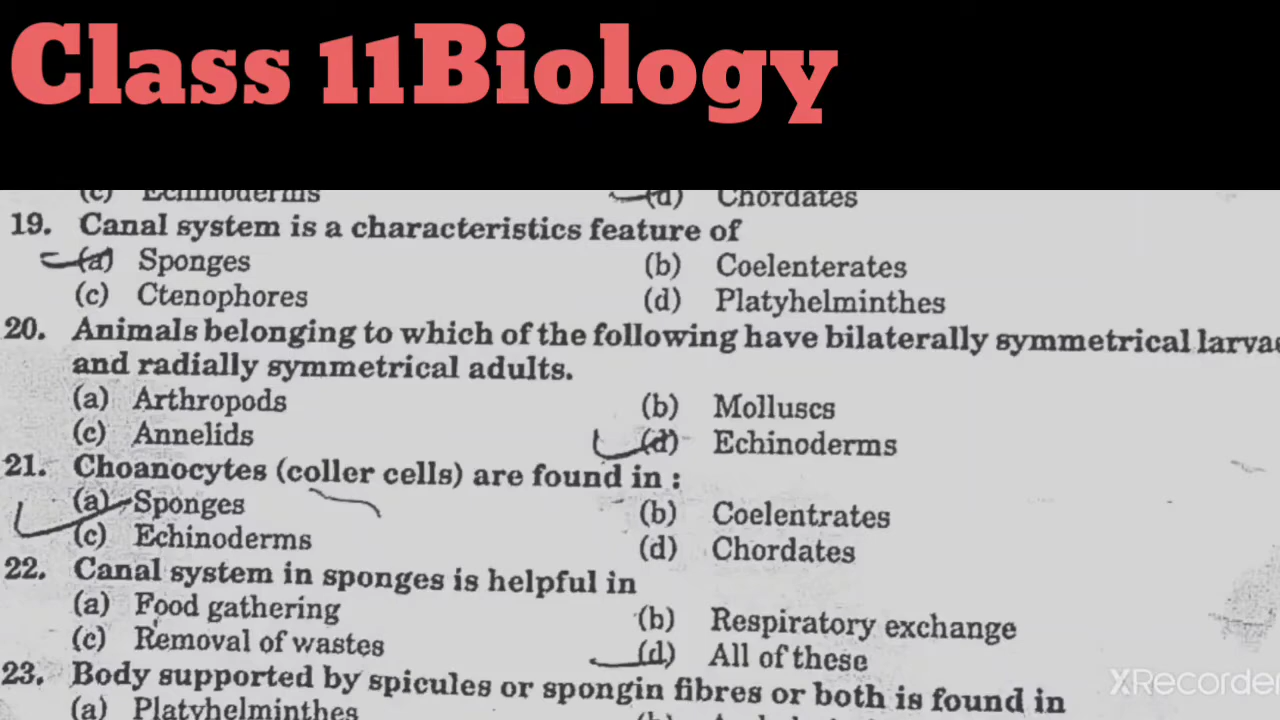 Class 11Biology
(c) Echinoderms (d) Chordates
19. Canal system is a characteristics feature of
(a) Sponges (b) Coelenterates
(c) Ctenophores (d) Platyhelminthes
20. Animals belonging to which of the following have bilaterally symmetrical larvae
and radially symmetrical adults.
(a) Arthropods (b) Molluscs
(c) Annelids (d) Echinoderms
21. Choanocytes (coller cells) are found in :
(a) Sponges (b) Coelentrates
(c) Echinoderms (d) Chordates
22. Canal system in sponges is helpful in
(a) Food gathering (b) Respiratory exchange
(c) Removal of wastes (d) All of these
23. Body supported by spicules or spongin fibres or both is found in
(a) Platyhelminthes
XRecorder